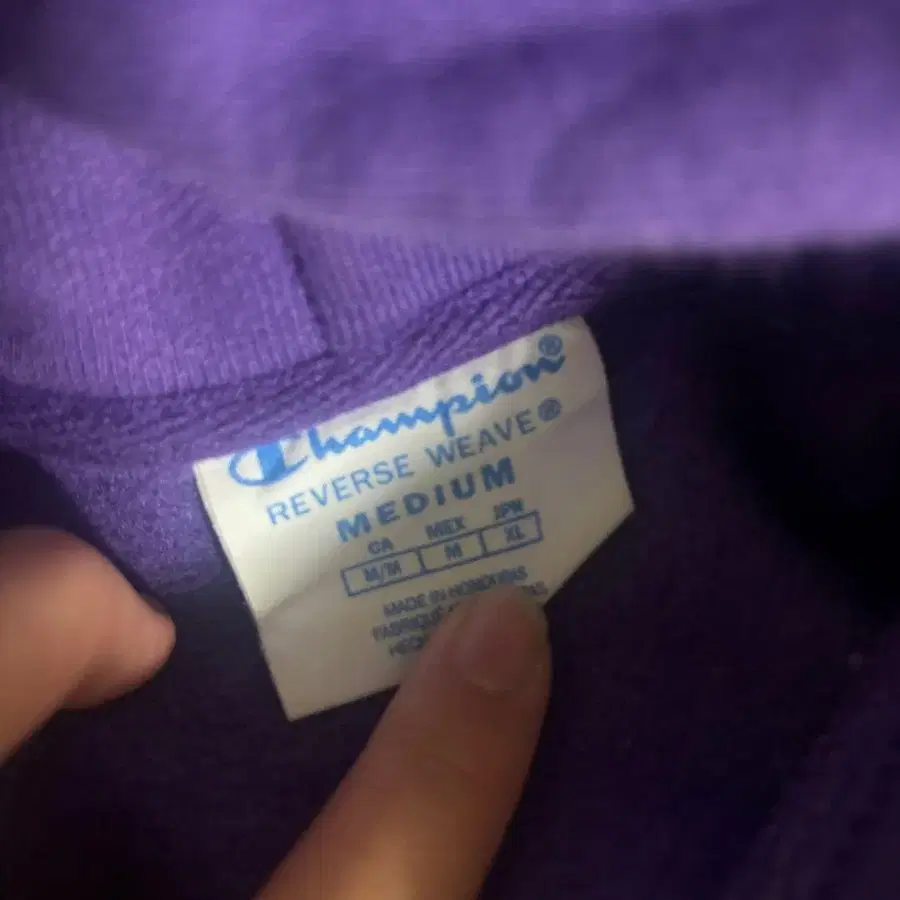 Champion®
REVERSE WEAVE®
MEDIUM
CA MEX JPN
M/M M XL
MADE IN HONDURAS